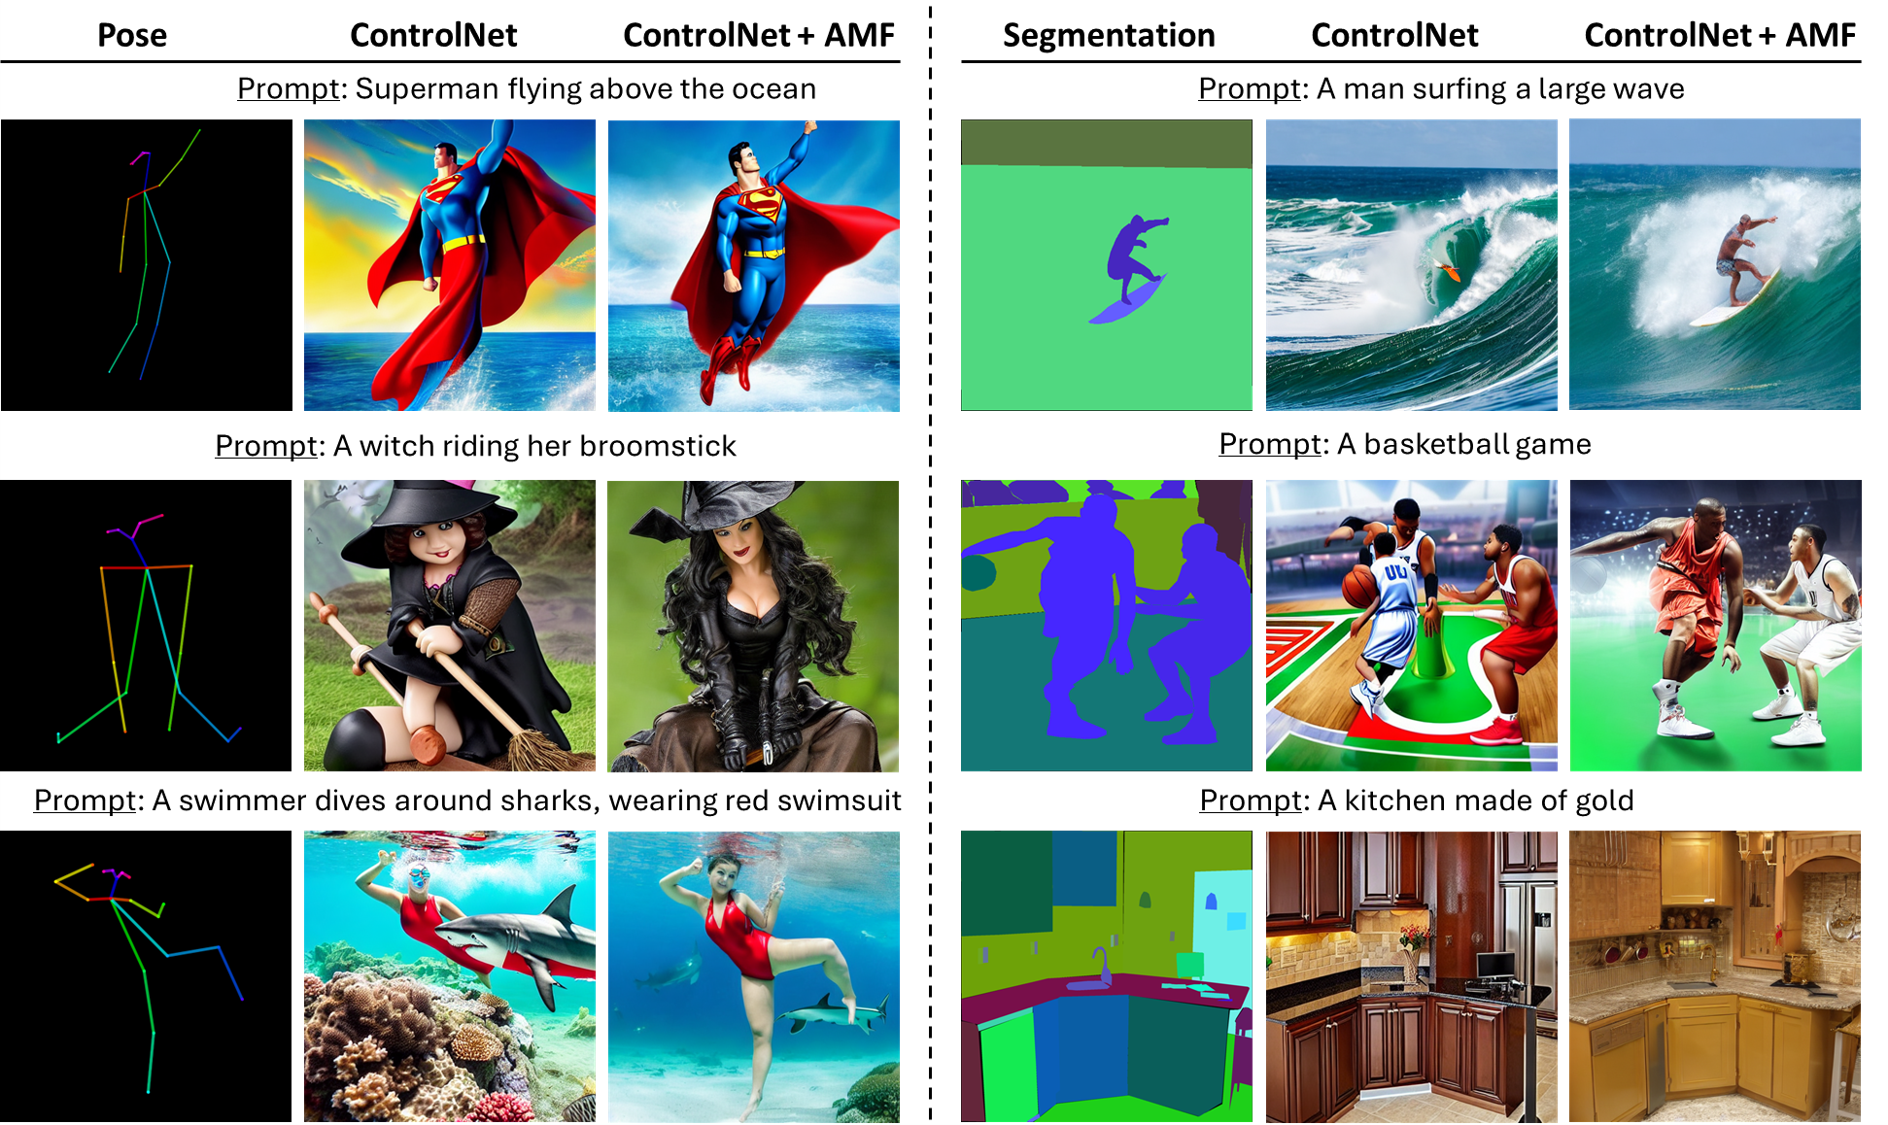 Pose ControlNet ControlNet + AMF
Prompt: Superman flying above the ocean
Prompt: A witch riding her broomstick
Prompt: A swimmer dives around sharks, wearing red swimsuit
Segmentation ControlNet ControlNet + AMF
Prompt: A man surfing a large wave
Prompt: A basketball game
Prompt: A kitchen made of gold